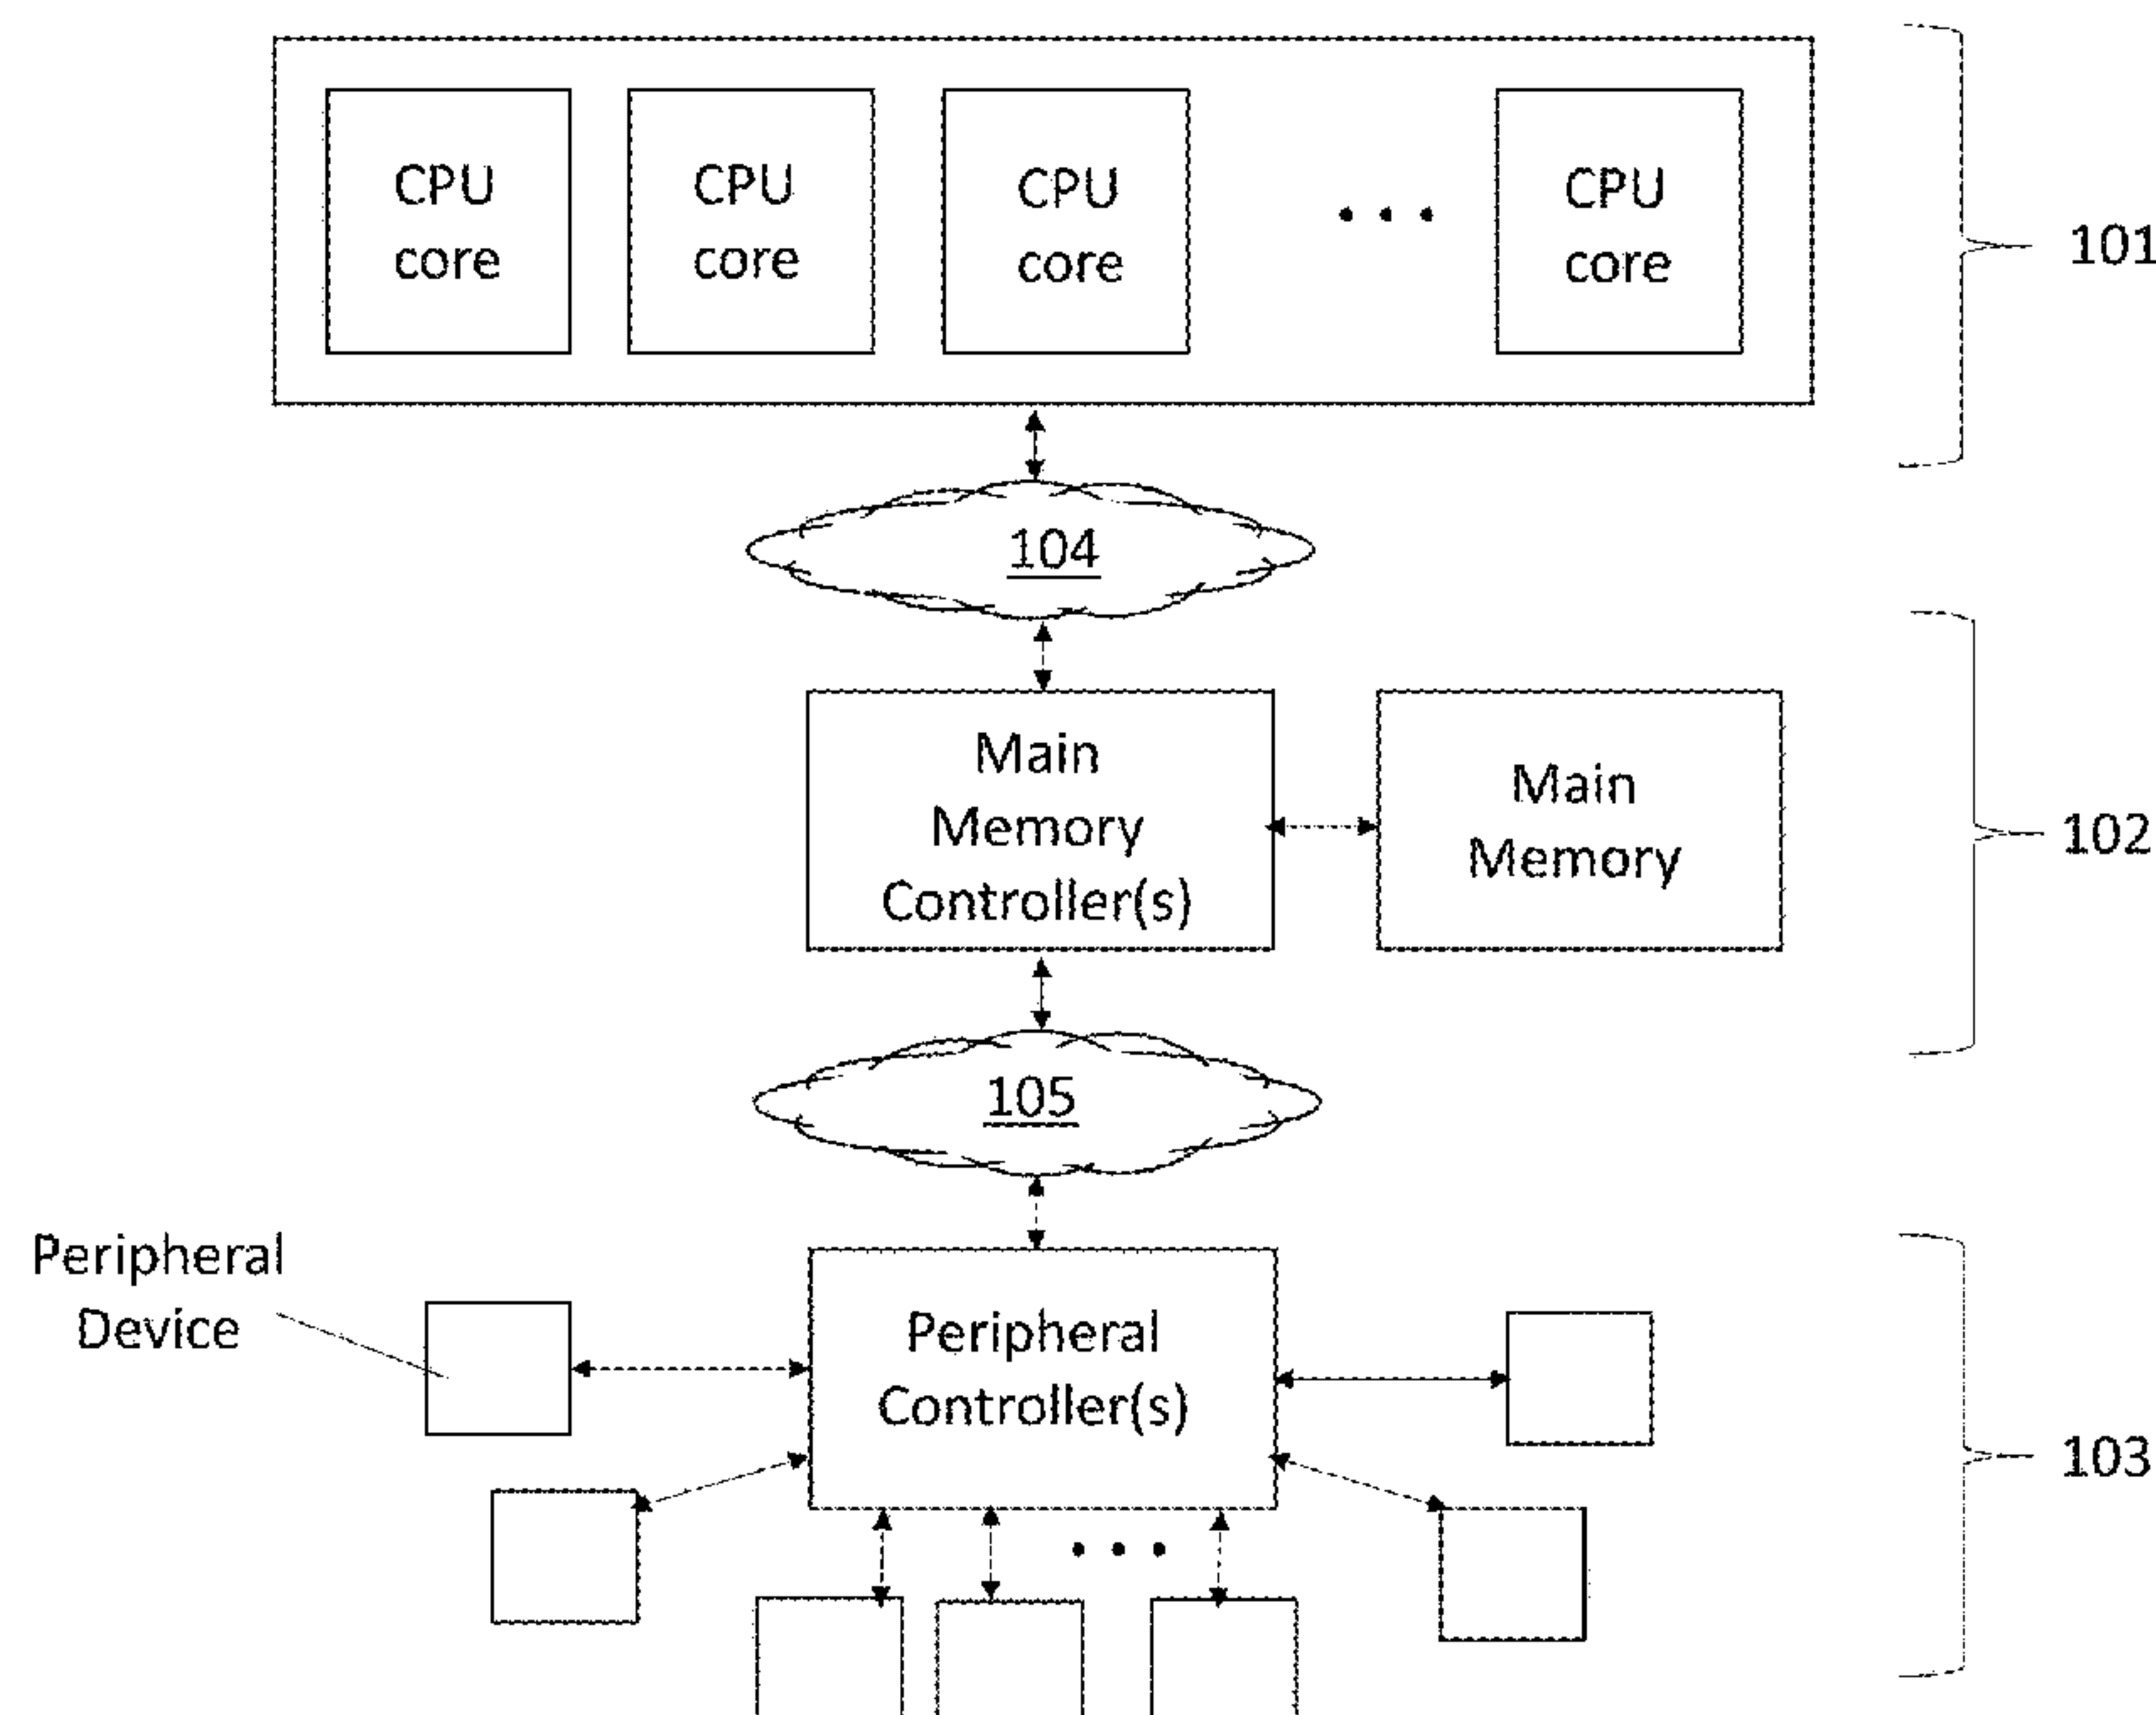 CPU
core
CPU
core
CPU
core
• • •
CPU
core
101
104
Main
Memory
Controller(s)
Main
Memory
102
105
Peripheral
Device
Peripheral
Controller(s)
• • •
103